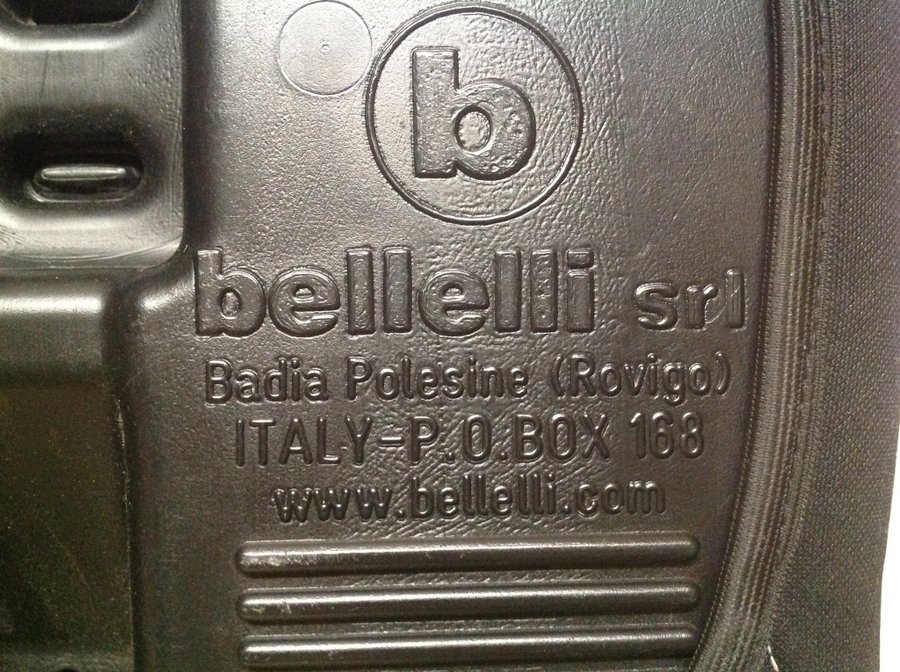 b
bellelli srl
Badia Polesine (Rovigo)
ITALY-P.O.BOX 168
www.bellelli.com